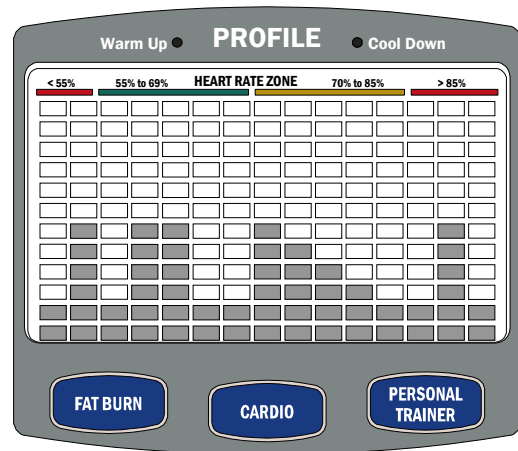 Warm Up PROFILE Cool Down
< 55% 55% to 69% HEART RATE ZONE 70% to 85% > 85%
FAT BURN
CARDIO
PERSONAL
TRAINER